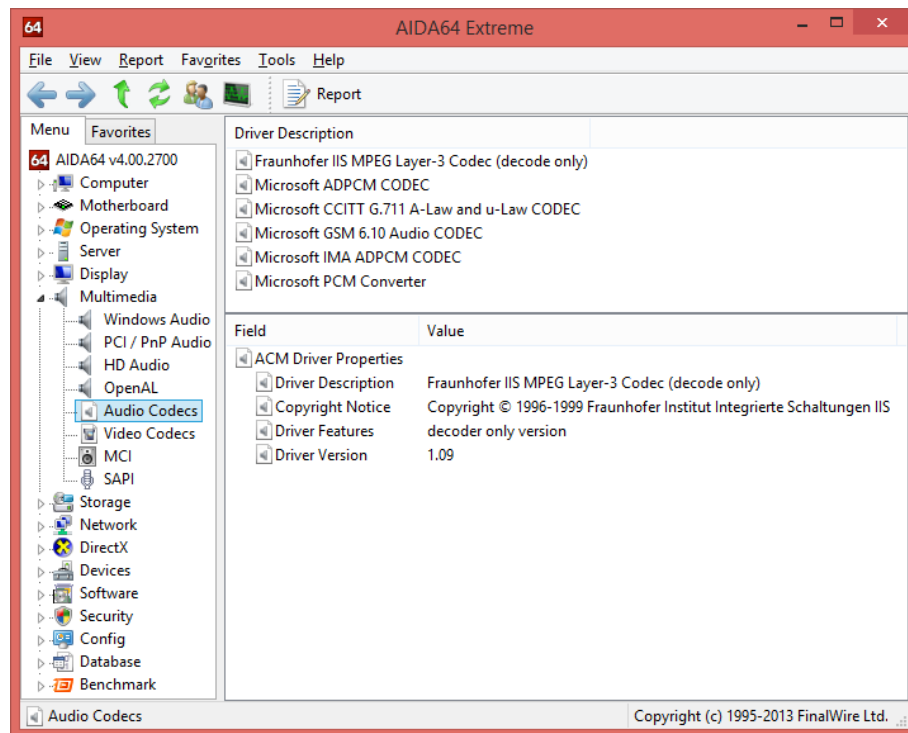 64 AIDA64 Extreme
File View Report Favorites Tools Help
Report
Menu Favorites
64 AIDA64 v4.00.2700
Computer
Motherboard
Operating System
Server
Display
Multimedia
Windows Audio
PCI / PnP Audio
HD Audio
OpenAL
Audio Codecs
Video Codecs
MCI
SAPI
Storage
Network
DirectX
Devices
Software
Security
Config
Database
Benchmark
Driver Description
Fraunhofer IIS MPEG Layer-3 Codec (decode only)
Microsoft ADPCM CODEC
Microsoft CCITT G.711 A-Law and u-Law CODEC
Microsoft GSM 6.10 Audio CODEC
Microsoft IMA ADPCM CODEC
Microsoft PCM Converter
Field Value
ACM Driver Properties
Driver Description Fraunhofer IIS MPEG Layer-3 Codec (decode only)
Copyright Notice Copyright © 1996-1999 Fraunhofer Institut Integrierte Schaltungen IIS
Driver Features decoder only version
Driver Version 1.09
Audio Codecs Copyright (c) 1995-2013 FinalWire Ltd.